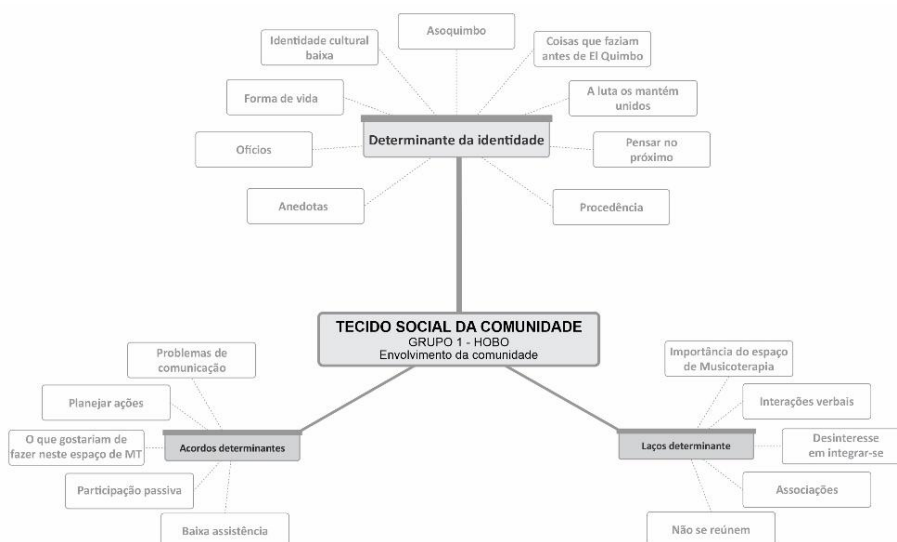 Asoquimbo
Identidade cultural
baixa
Coisas que faziam
antes de El Quimbo
Forma de vida
A luta os mantém
unidos
Determinante da identidade
Ofícios
Pensar no
próximo
Anedotas
Procedência
TECIDO SOCIAL DA COMUNIDADE
GRUPO 1 - HOBO
Envolvimento da comunidade
Problemas de
comunicação
Planejar ações
O que gostariam de
fazer neste espaço de MT
Acordos determinantes
Participação passiva
Baixa assistência
Importância do espaço
de Musicoterapia
Interações verbais
Laços determinante
Desinteresse
em integrar-se
Associações
Não se reúnem